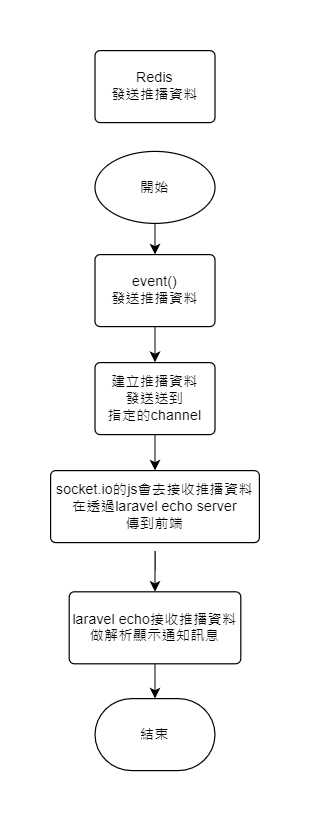 Redis
發送推播資料
開始
event()
發送推播資料
建立推播資料
發送送到
指定的channel
socket.io的js會去接收推播資料
在透過laravel echo server
傳到前端
laravel echo接收推播資料
做解析顯示通知訊息
結束